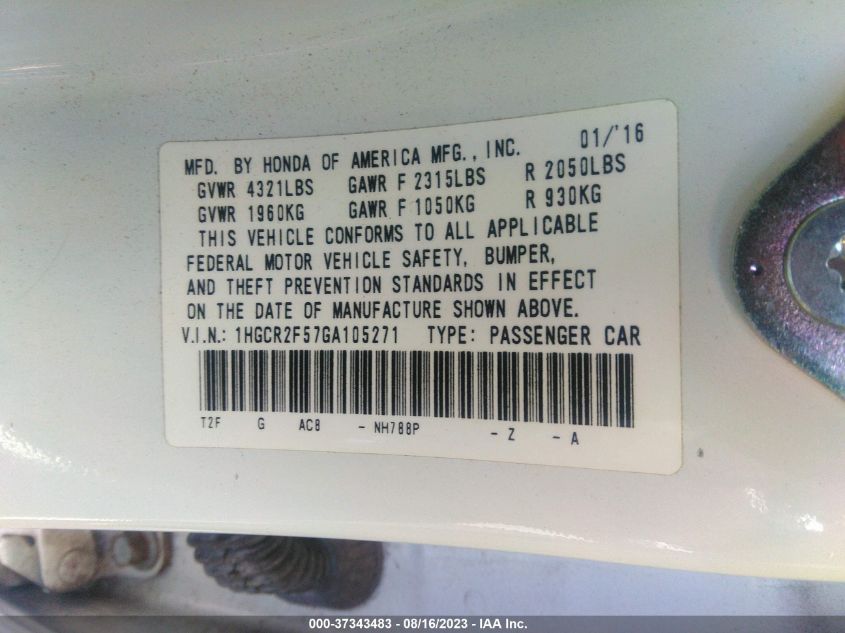 MFD. BY HONDA OF AMERICA MFG., INC. 01/'16
GVWR 4321LBS GAWR F 2315LBS R 2050LBS
GVWR 1960KG GAWR F 1050KG R 930KG
THIS VEHICLE CONFORMS TO ALL APPLICABLE
FEDERAL MOTOR VEHICLE SAFETY, BUMPER,
AND THEFT PREVENTION STANDARDS IN EFFECT
ON THE DATE OF MANUFACTURE SHOWN ABOVE.
V.I.N.: 1HGCR2F57GA105271 TYPE: PASSENGER CAR
T2F G AC8 - NH788P - Z - A
000-37343483 - 08/16/2023 - IAA Inc.